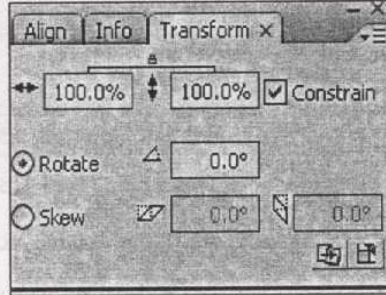 Align Info Transform
100.0% 100.0% Constrain
Rotate 0.0°
Skew 0.0° 0.0°